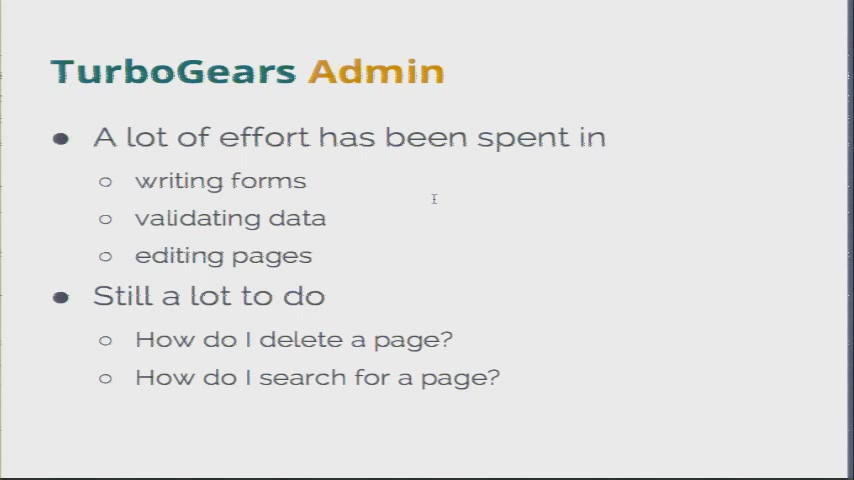 TurboGears Admin
● A lot of effort has been spent in
○ writing forms
○ validating data
○ editing pages
● Still a lot to do
○ How do I delete a page?
○ How do I search for a page?